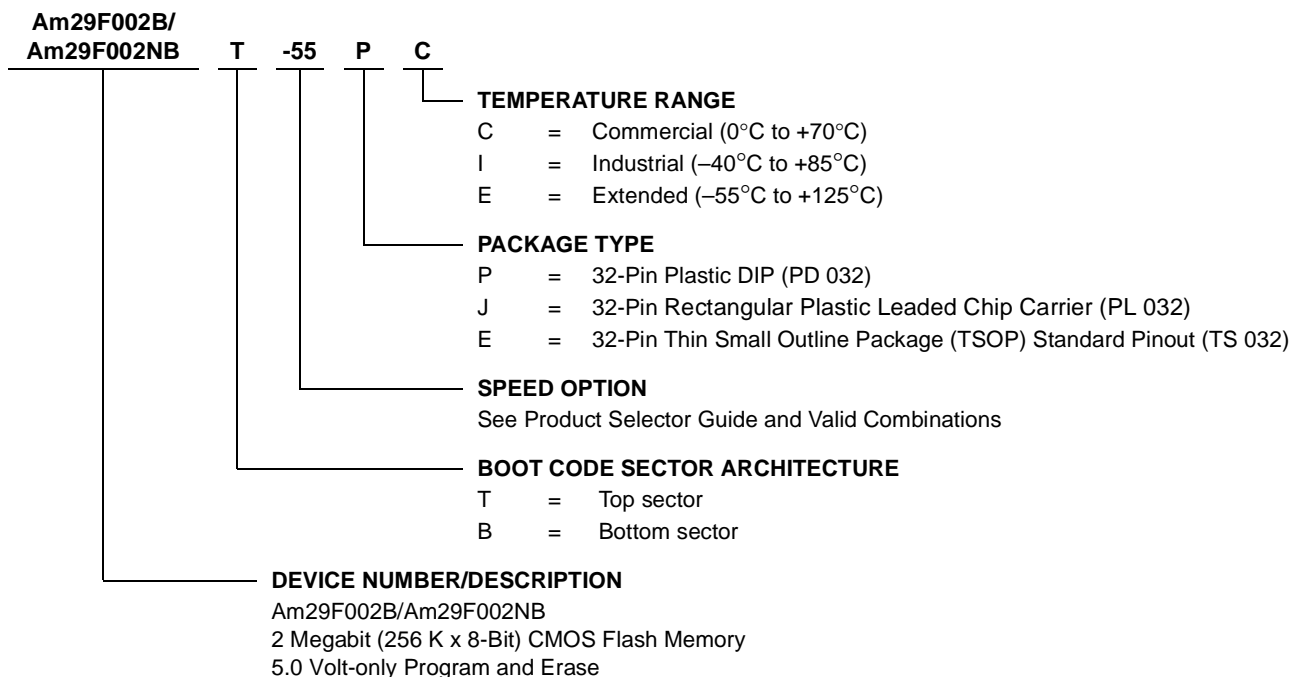 Am29F002B/
Am29F002NB T -55 P C
TEMPERATURE RANGE
C = Commercial (0°C to +70°C)
I = Industrial (–40°C to +85°C)
E = Extended (–55°C to +125°C)
PACKAGE TYPE
P = 32-Pin Plastic DIP (PD 032)
J = 32-Pin Rectangular Plastic Leaded Chip Carrier (PL 032)
E = 32-Pin Thin Small Outline Package (TSOP) Standard Pinout (TS 032)
SPEED OPTION
See Product Selector Guide and Valid Combinations
BOOT CODE SECTOR ARCHITECTURE
T = Top sector
B = Bottom sector
DEVICE NUMBER/DESCRIPTION
Am29F002B/Am29F002NB
2 Megabit (256 K x 8-Bit) CMOS Flash Memory
5.0 Volt-only Program and Erase